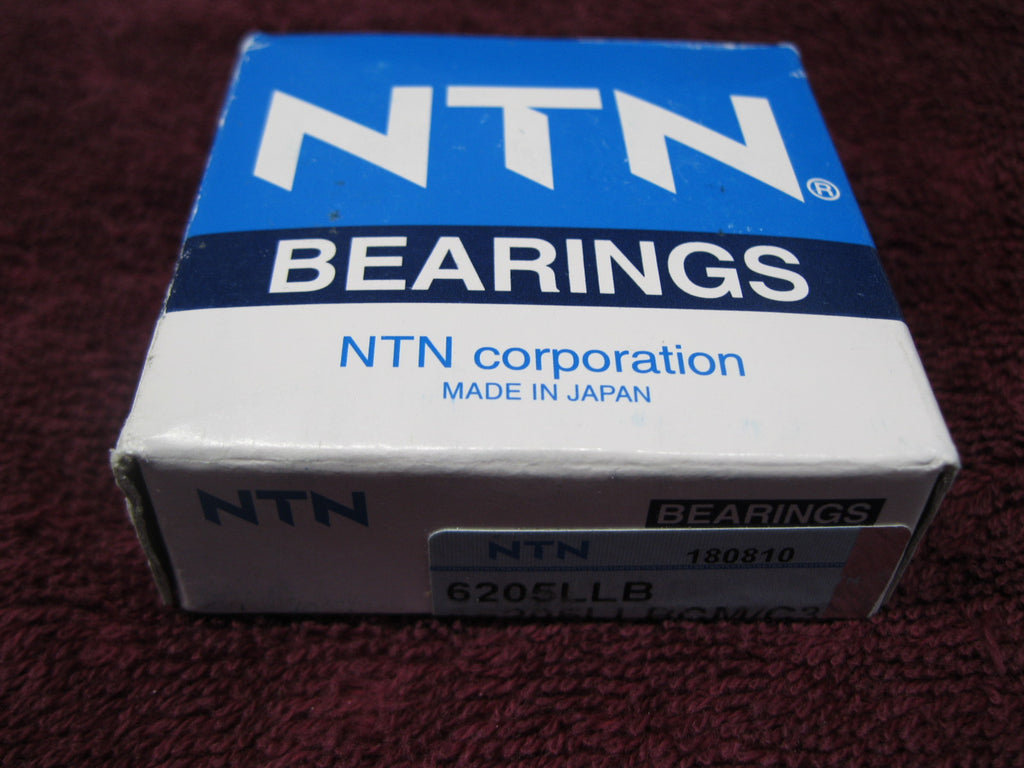 NTN®
BEARINGS
NTN corporation
MADE IN JAPAN
NTN BEARINGS
NTN 180810
6205LLB